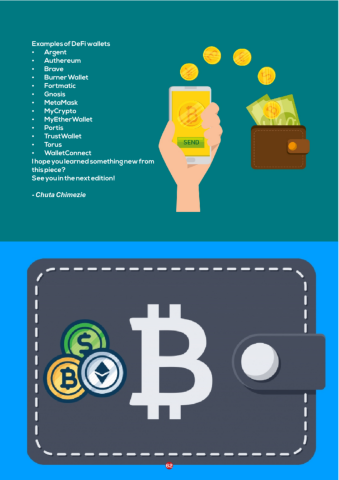 Examples of DeFi wallets
• Argent
• Authereum
• Brave
• Burner Wallet
• Fortmatic
• Gnosis
• MetaMask
• MyCrypto
• MyEtherWallet
• Portis
• TrustWallet
• Torus
• WalletConnect
I hope you learned something new from
this piece?
See you in the next edition!
- Chuta Chimezie
SEND